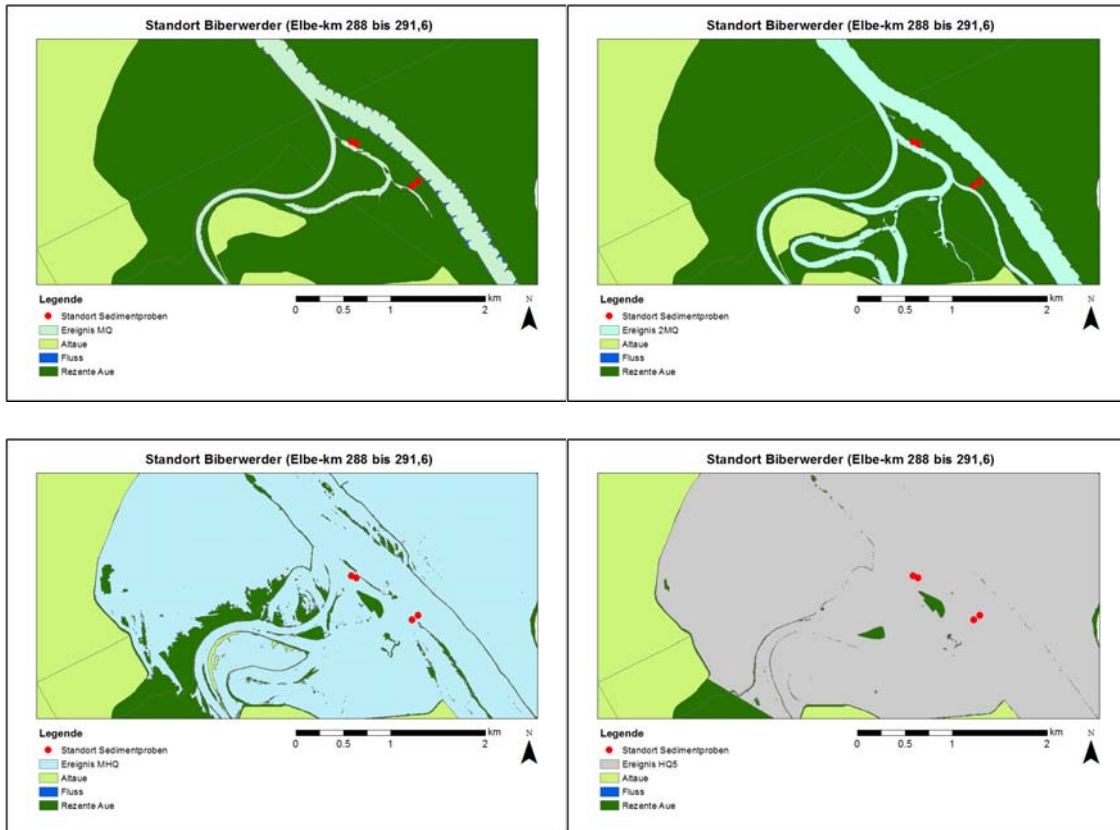 Standort Biberwerder (Elbe-km 288 bis 291,6)
Legende
Standort Sedimentproben
Ereignis MQ
Altaue
Fluss
Rezente Aue
0 0.5 1 2
km
N
Standort Biberwerder (Elbe-km 288 bis 291,6)
Legende
Standort Sedimentproben
Ereignis 2MQ
Altaue
Fluss
Rezente Aue
0 0.5 1 2
km
N
Standort Biberwerder (Elbe-km 288 bis 291,6)
Legende
Standort Sedimentproben
Ereignis MHQ
Altaue
Fluss
Rezente Aue
0 0.5 1 2
km
N
Standort Biberwerder (Elbe-km 288 bis 291,6)
Legende
Standort Sedimentproben
Ereignis HQ5
Altaue
Fluss
Rezente Aue
0 0.5 1 2
km
N